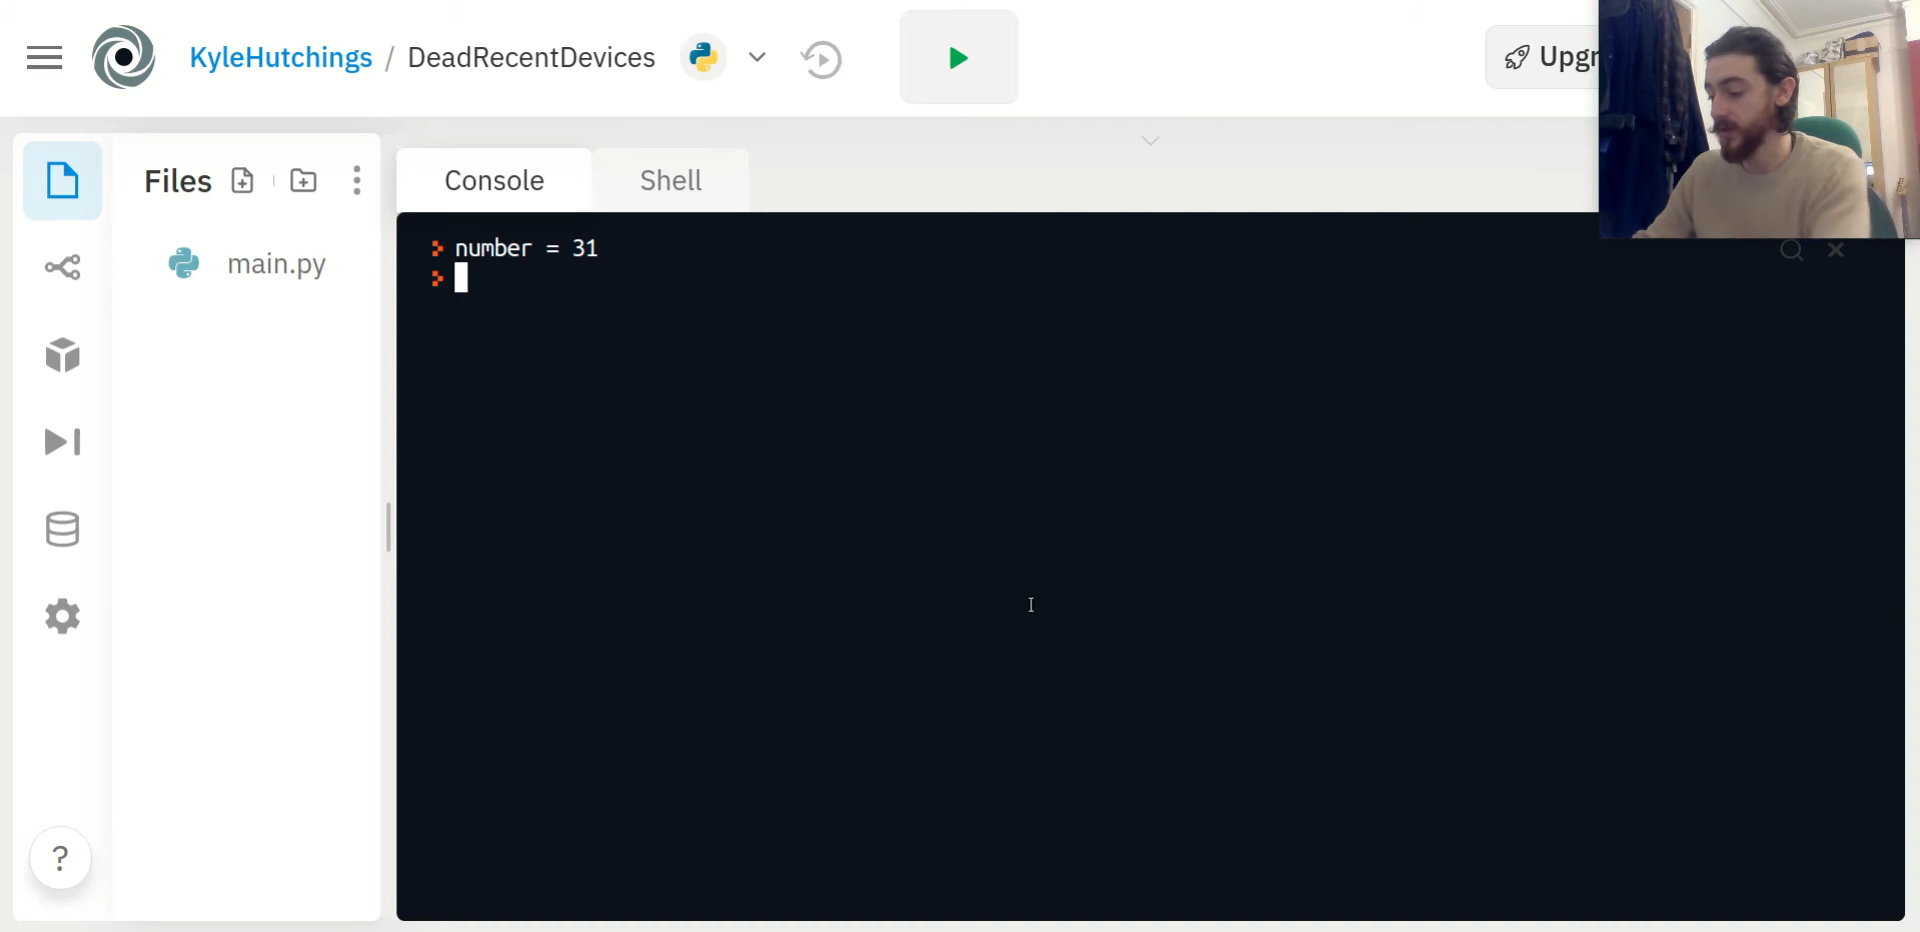 KyleHutchings / DeadRecentDevices
Upgr
Files
Console
Shell
main.py
number = 31
?